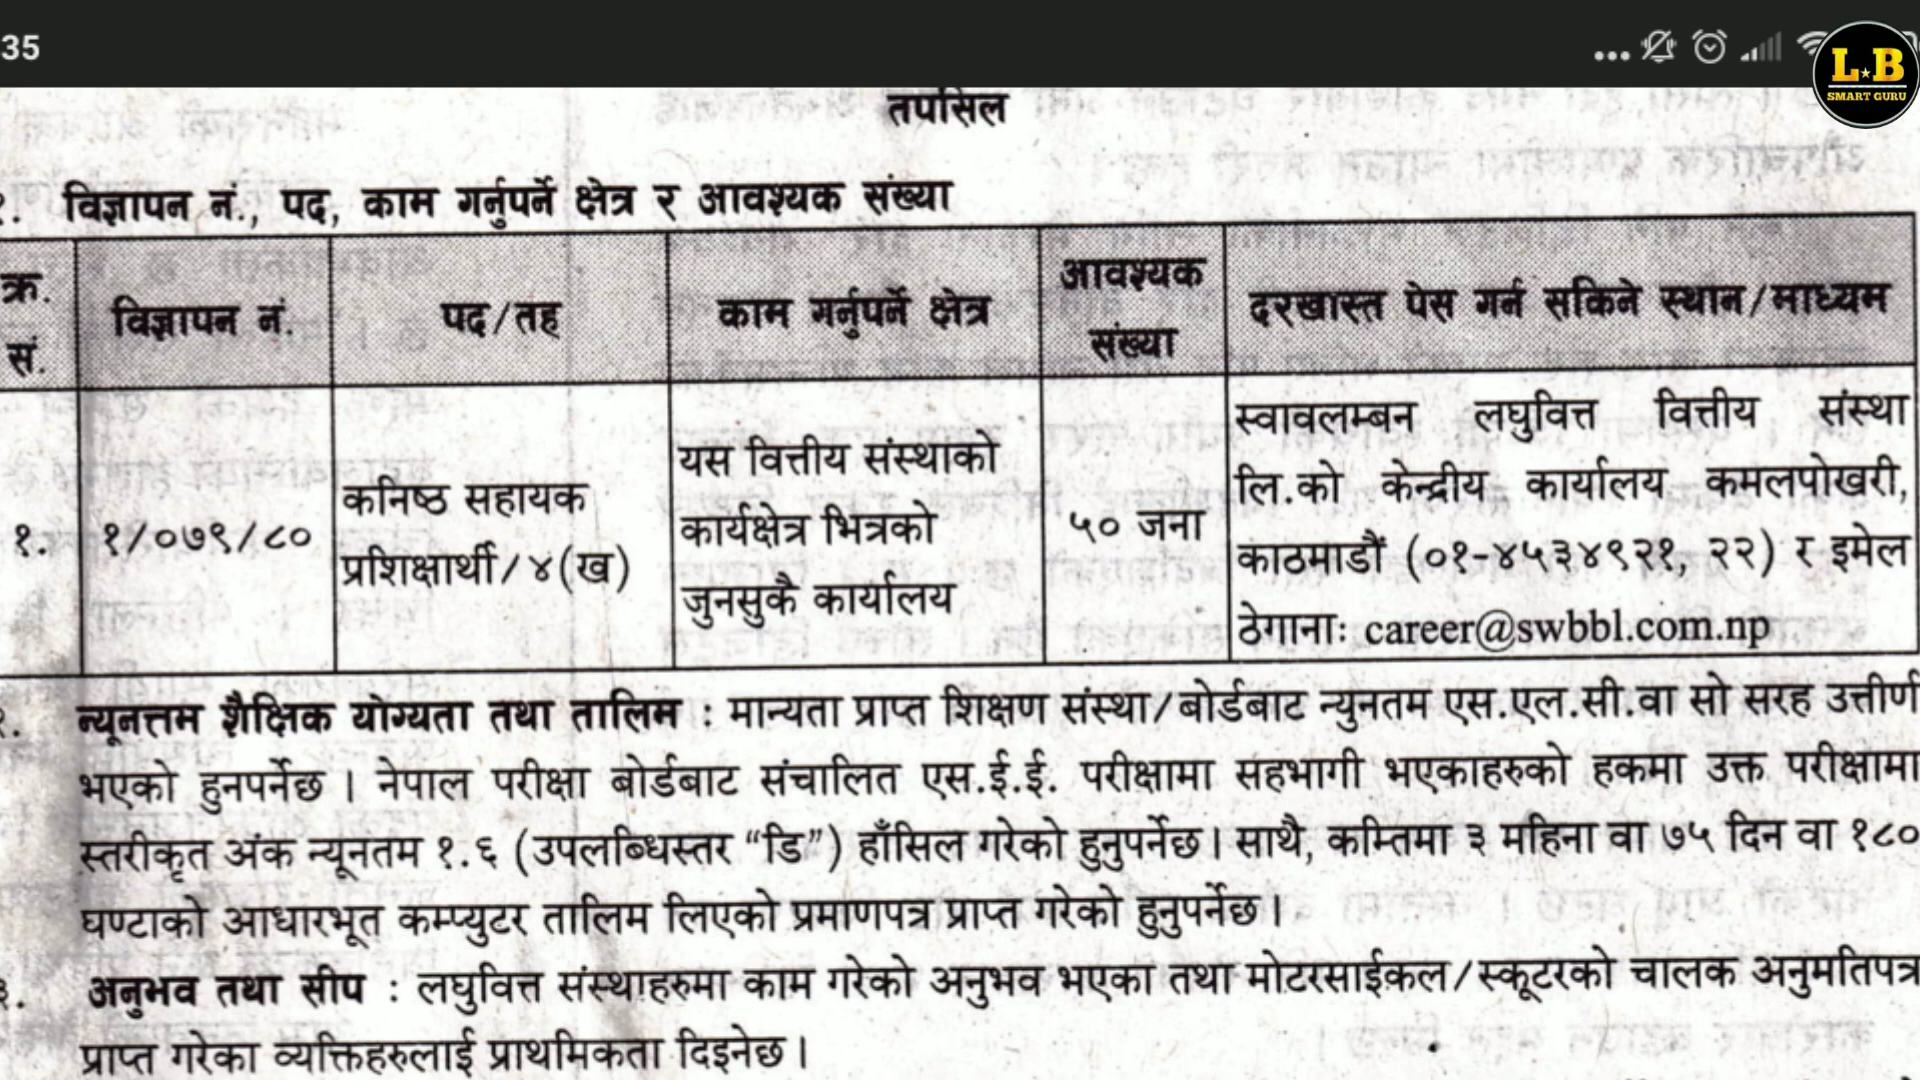 35
L★B
SMART GURU
तपसिल
विज्ञापन नं., पद, काम गर्नुपर्ने क्षेत्र र आवश्यक संख्या
क्र.
सं.
विज्ञापन नं.
पद/तह
काम गर्नुपर्ने क्षेत्र
आवश्यक
संख्या
दरखास्त पेस गर्न सकिने स्थान/माध्यम
१.
१/०७९/८०
कनिष्ठ सहायक
प्रशिक्षार्थी/४(ख)
यस वित्तीय संस्थाको
कार्यक्षेत्र भित्रको
जुनसुकै कार्यालय
५० जना
स्वावलम्बन लघुवित्त वित्तीय संस्था
लि.को केन्द्रीय कार्यालय कमलपोखरी,
काठमाडौं (०१-४५३४९२१, २२) र इमेल
ठेगानाः career@swbbl.com.np
न्यूनत्तम शैक्षिक योग्यता तथा तालिम : मान्यता प्राप्त शिक्षण संस्था/बोर्डबाट न्युनतम एस.एल.सी.वा सो सरह उत्तीर्ण
भएको हुनपर्नेछ । नेपाल परीक्षा बोर्डबाट संचालित एस.ई.ई. परीक्षामा सहभागी भएकाहरुको हकमा उक्त परीक्षामा
स्तरीकृत अंक न्यूनतम १.६ (उपलब्धिस्तर “डि”) हाँसिल गरेको हुनुपर्नेछ । साथै, कम्तिमा ३ महिना वा ७५ दिन वा १८०
घण्टाको आधारभूत कम्प्युटर तालिम लिएको प्रमाणपत्र प्राप्त गरेको हुनुपर्नेछ ।
अनुभव तथा सीप : लघुवित्त संस्थाहरुमा काम गरेको अनुभव भएका तथा मोटरसाईकल/स्कूटरको चालक अनुमतिपत्र
प्राप्त गरेका व्यक्तिहरुलाई प्राथमिकता दिइनेछ ।